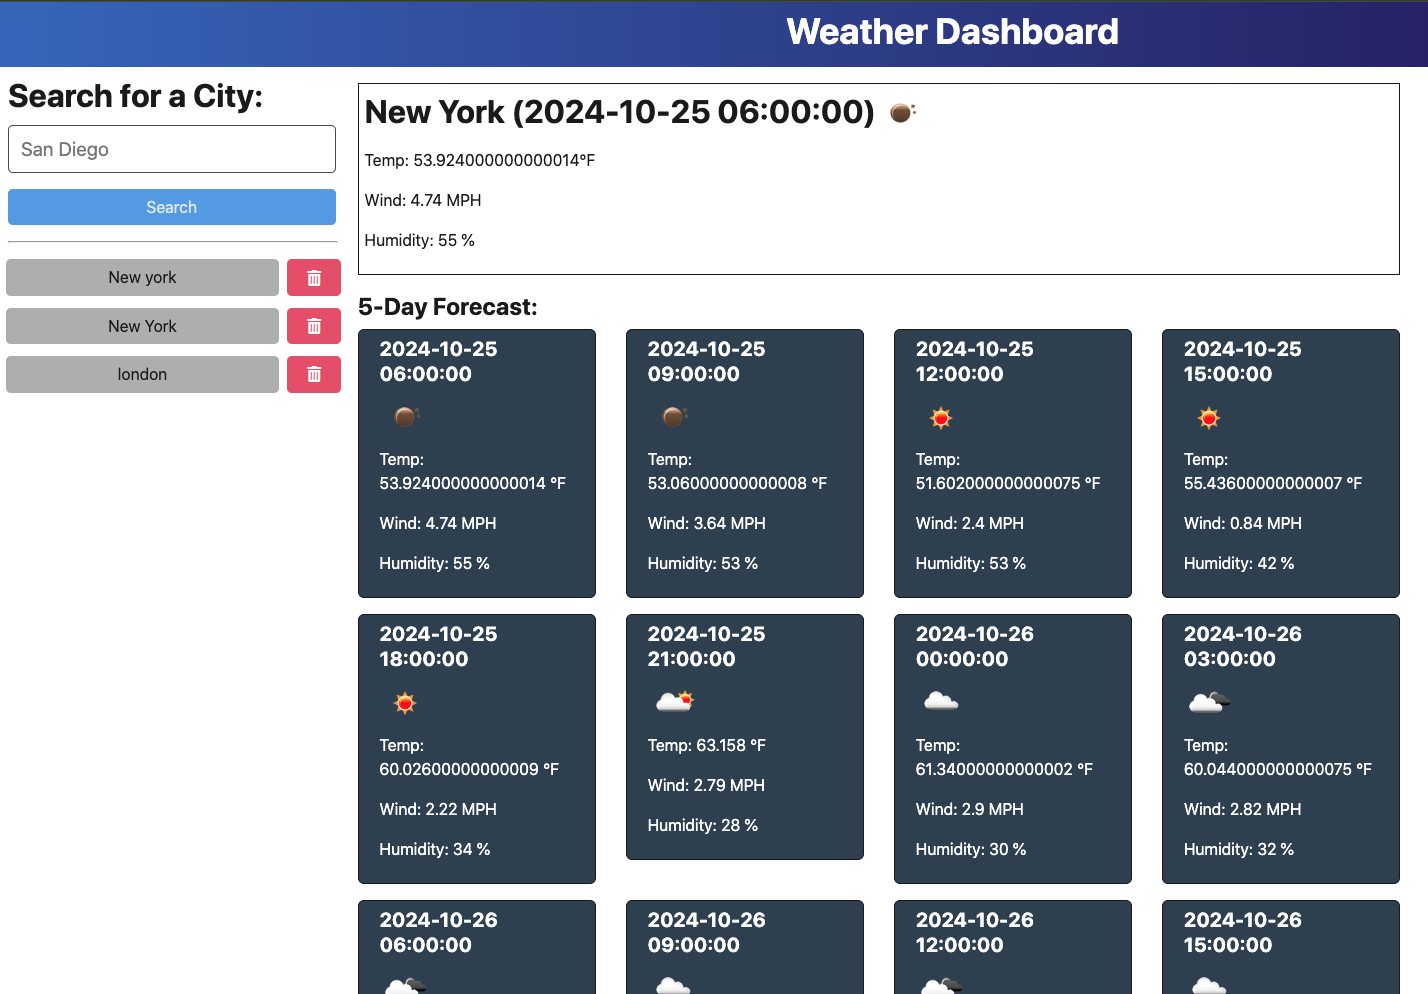 Weather Dashboard
Search for a City:
San Diego
Search
New york
New York
london
New York (2024-10-25 06:00:00)
Temp: 53.924000000000014°F
Wind: 4.74 MPH
Humidity: 55 %
5-Day Forecast:
2024-10-25
06:00:00
Temp:
53.924000000000014 °F
Wind: 4.74 MPH
Humidity: 55 %
2024-10-25
09:00:00
Temp:
53.06000000000008 °F
Wind: 3.64 MPH
Humidity: 53 %
2024-10-25
12:00:00
Temp:
51.602000000000075 °F
Wind: 2.4 MPH
Humidity: 53 %
2024-10-25
15:00:00
Temp:
55.43600000000007 °F
Wind: 0.84 MPH
Humidity: 42 %
2024-10-25
18:00:00
Temp:
60.02600000000009 °F
Wind: 2.22 MPH
Humidity: 34 %
2024-10-25
21:00:00
Temp: 63.158 °F
Wind: 2.79 MPH
Humidity: 28 %
2024-10-26
00:00:00
Temp:
61.34000000000002 °F
Wind: 2.9 MPH
Humidity: 30 %
2024-10-26
03:00:00
Temp:
60.044000000000075 °F
Wind: 2.82 MPH
Humidity: 32 %
2024-10-26
06:00:00
2024-10-26
09:00:00
2024-10-26
12:00:00
2024-10-26
15:00:00